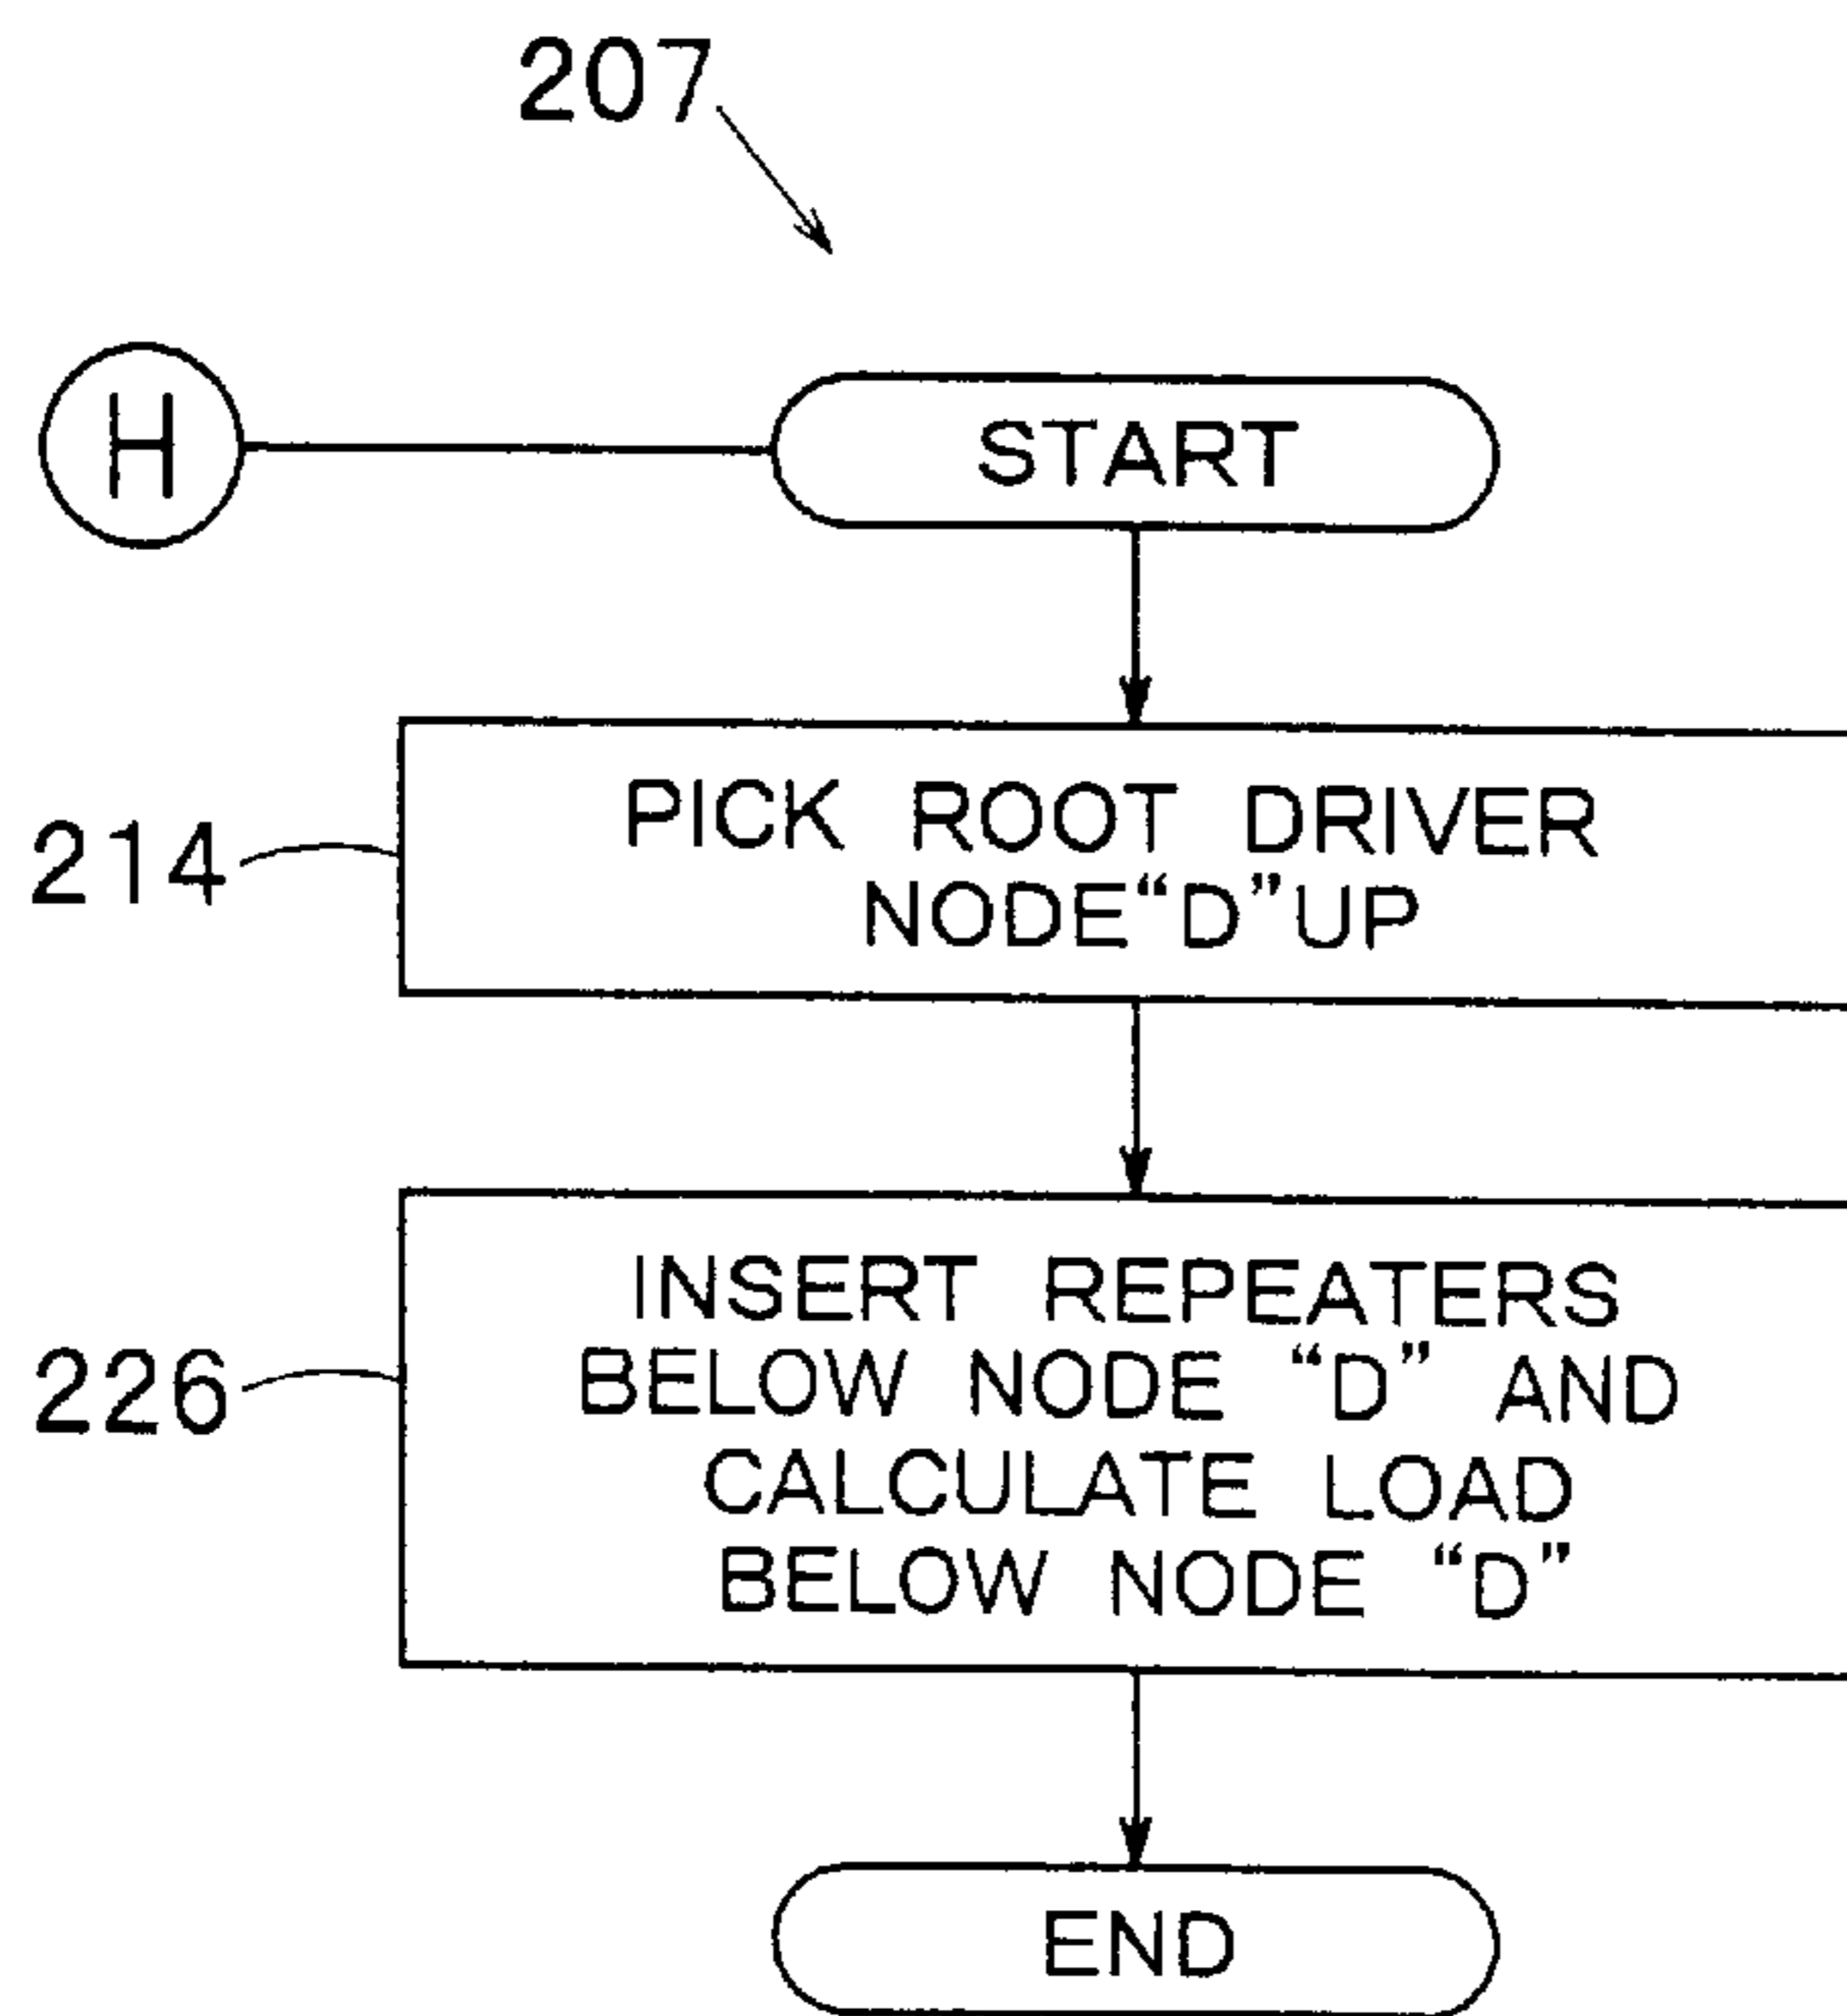 207
H
START
214
PICK ROOT DRIVER
NODE“D”UP
226
INSERT REPEATERS
BELOW NODE “D” AND
CALCULATE LOAD
BELOW NODE “D”
END